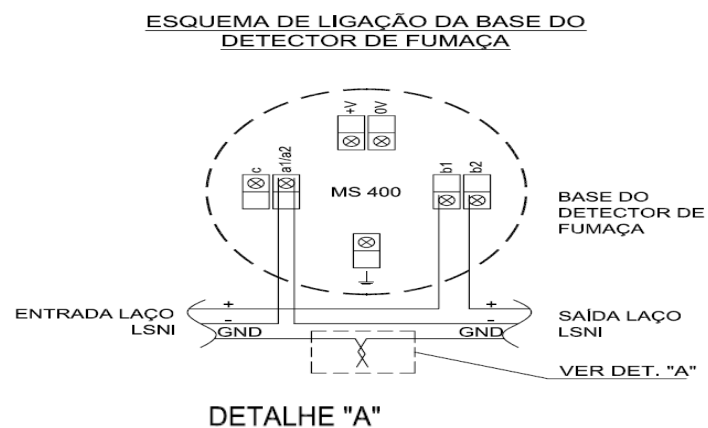 ESQUEMA DE LIGAÇÃO DA BASE DO
DETECTOR DE FUMAÇA
+V
0V
c
a1/a2
MS 400
b1
b2
BASE DO
DETECTOR DE
FUMAÇA
ENTRADA LAÇO
LSNI
+
-
GND
+
-
GND
SAÍDA LAÇO
LSNI
VER DET. "A"
DETALHE "A"